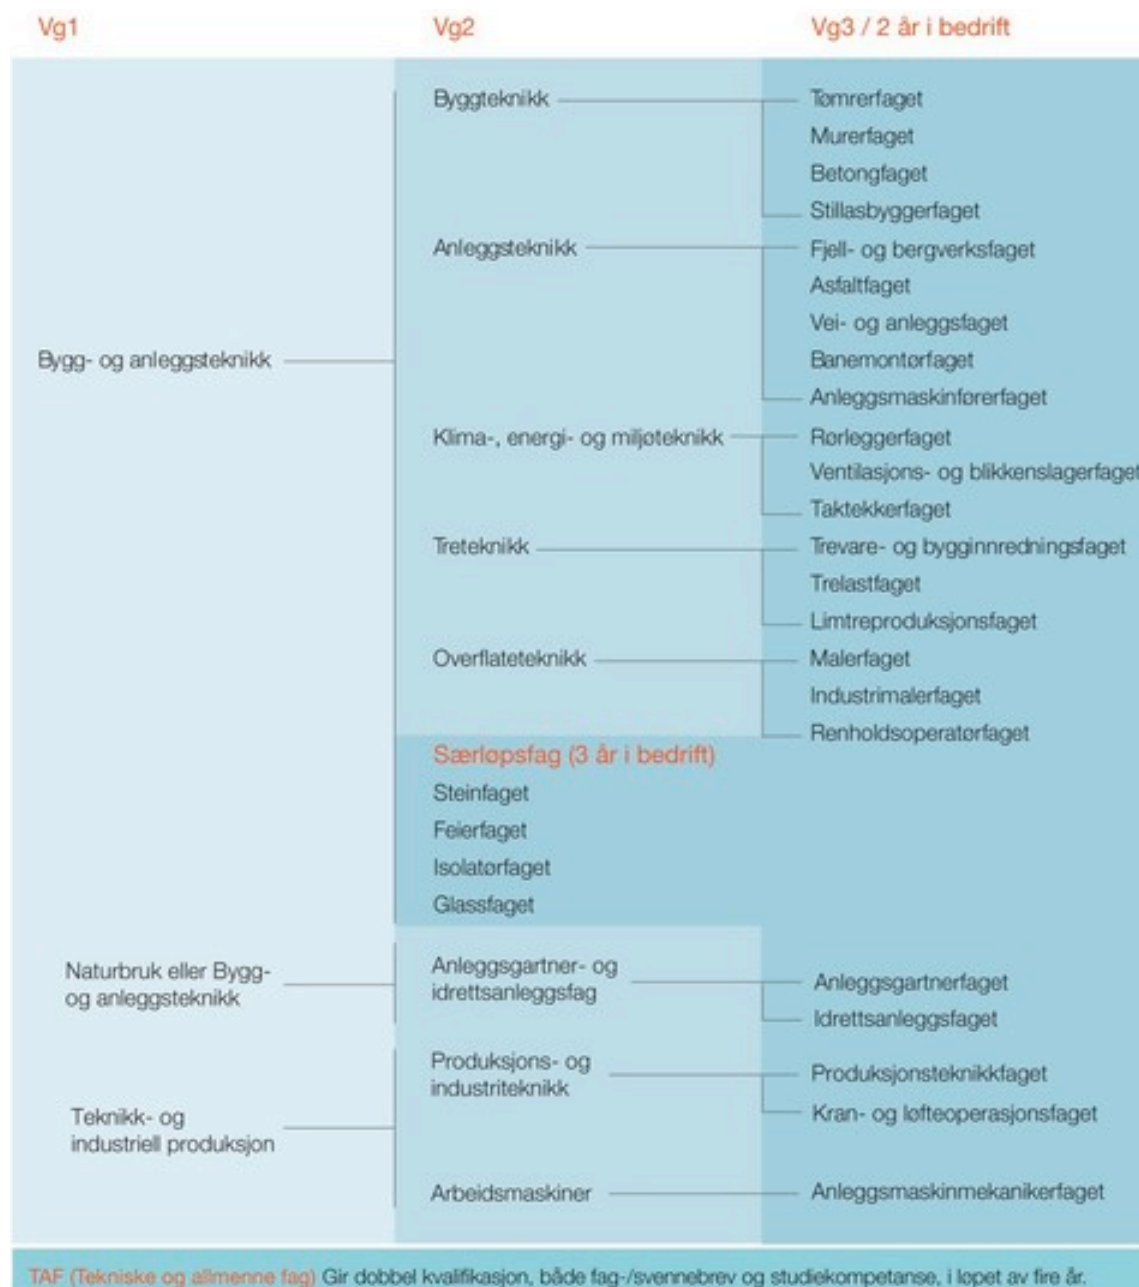 Vg1
Vg2
Vg3 / 2 år i bedrift
Bygg- og anleggsteknikk
Byggteknikk
Tømrerfaget
Murerfaget
Betongfaget
Stillasbyggerfaget
Anleggsteknikk
Fjell- og bergverksfaget
Asfaltfaget
Vei- og anleggsfaget
Banemontørfaget
Anleggsmaskinførerfaget
Klima-, energi- og miljøteknikk
Rørleggerfaget
Ventilasjons- og blikkenslagerfaget
Taktekkerfaget
Treteknikk
Trevare- og bygginnredningsfaget
Trelastfaget
Limtreproduksjonsfaget
Overflateteknikk
Malerfaget
Industrimalerfaget
Renholdsoperatørfaget
Særløpsfag (3 år i bedrift)
Steinfaget
Feierfaget
Isolatørfaget
Glassfaget
Naturbruk eller Bygg-
og anleggsteknikk
Anleggsgartner- og
idrettsanleggsfag
Anleggsgartnerfaget
Idrettsanleggsfaget
Teknikk- og
industriell produksjon
Produksjons- og
industriteknikk
Produksjonsteknikkfaget
Kran- og løfteoperasjonsfaget
Arbeidsmaskiner
Anleggsmaskinmekanikerfaget
TAF (Tekniske og allmenne fag) Gir dobbel kvalifikasjon, både fag-/svennebrev og studiekompetanse, i løpet av fire år.